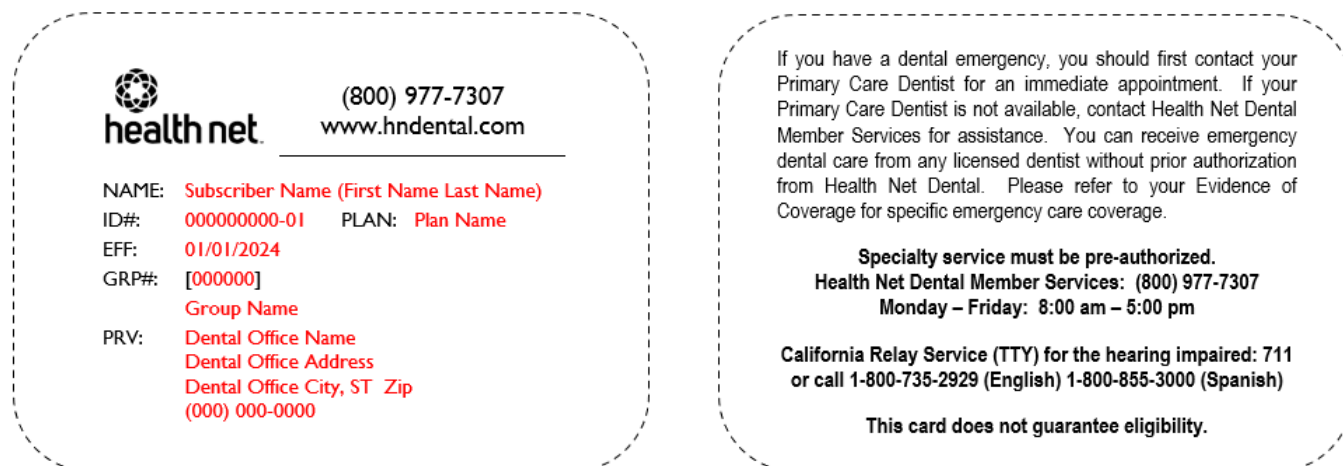 health net
(800) 977-7307
www.hndental.com
NAME: Subscriber Name (First Name Last Name)
ID#: 000000000-01 PLAN: Plan Name
EFF: 01/01/2024
GRP#: [000000]
Group Name
PRV: Dental Office Name
Dental Office Address
Dental Office City, ST Zip
(000) 000-0000
If you have a dental emergency, you should first contact your
Primary Care Dentist for an immediate appointment. If your
Primary Care Dentist is not available, contact Health Net Dental
Member Services for assistance. You can receive emergency
dental care from any licensed dentist without prior authorization
from Health Net Dental. Please refer to your Evidence of
Coverage for specific emergency care coverage.
Specialty service must be pre-authorized.
Health Net Dental Member Services: (800) 977-7307
Monday – Friday: 8:00 am – 5:00 pm
California Relay Service (TTY) for the hearing impaired: 711
or call 1-800-735-2929 (English) 1-800-855-3000 (Spanish)
This card does not guarantee eligibility.